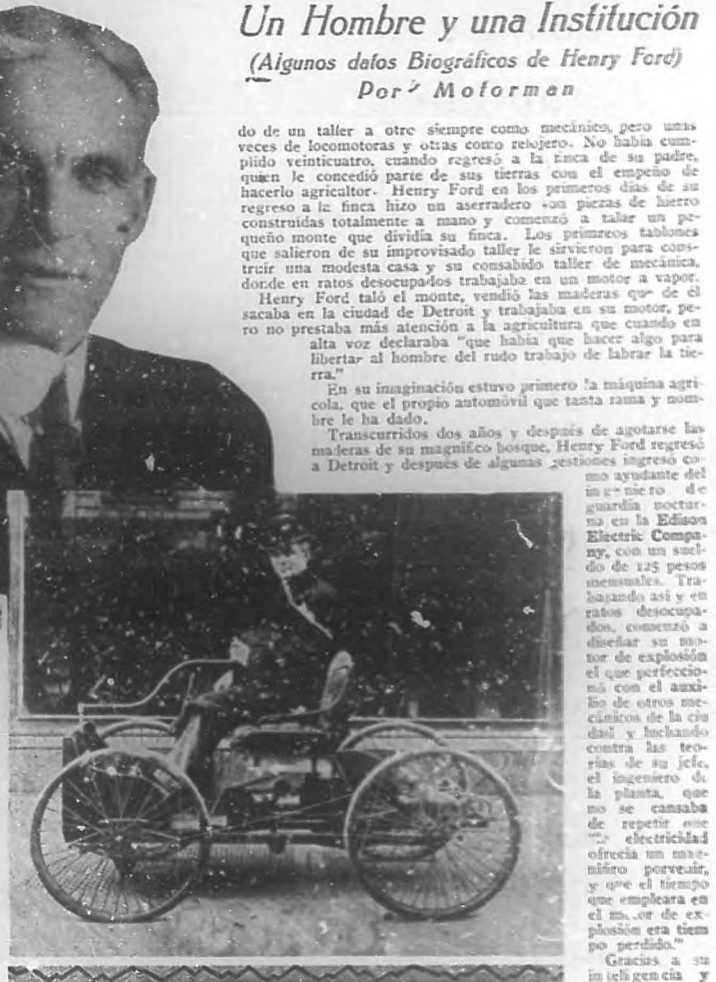 Un Hombre y una Institución
(Algunos datos Biográficos de Henry Ford)
Por Motorman
do de un taller a otro siempre como mecánico, pero unas
veces de locomotoras y otras como relojero. No había cum-
plido veinticuatro, cuando regresó a la finca de su padre,
quien le concedió parte de sus tierras con el empeño de
hacerlo agricultor. Henry Ford en los primeros días de su
regreso a la finca hizo un aserradero con piezas de hierro
construidas totalmente a mano y comenzó a talar un pe-
queño monte que dividía su finca. Los primreos tablones
que salieron de su improvisado taller le sirvieron para cons-
truir una modesta casa y su consabido taller de mecánica,
donde en ratos desocupados trabajaba en un motor a vapor.
Henry Ford taló el monte, vendió las maderas que de él
sacaba en la ciudad de Detroit y trabajaba en su motor, pe-
ro no prestaba más atención a la agricultura que cuando en
alta voz declaraba "que había que hacer algo para
libertar al hombre del rudo trabajo de labrar la tie-
rra."
En su imaginación estuvo primero la máquina agrí-
cola, que el propio automóvil que tanta fama y nom-
bre le ha dado.
Transcurridos dos años y después de agotarse las
maderas de su magnífico bosque, Henry Ford regresó
a Detroit y después de algunas gestiones ingresó co-
mo ayudante del
ingeniero de
guardia noctur-
na en la Edison
Electric Compa-
ny, con un suel-
do de 125 pesos
mensuales. Tra-
bajando así y en
ratos desocupa-
dos, comenzó a
diseñar su mo-
tor de explosión
el que perfeccio-
nó con el auxi-
lio de otros me-
cánicos de la ciu
dad y luchando
contra las teo-
rías de su jefe,
el ingeniero de
la planta, que
no se cansaba
de repetir que
"la electricidad
ofrecía un mag-
nífiro porvenir,
y que el tiempo
que empleara en
el motor de ex-
plosión era tiem
po perdido."
Gracias a su
inteligencia y